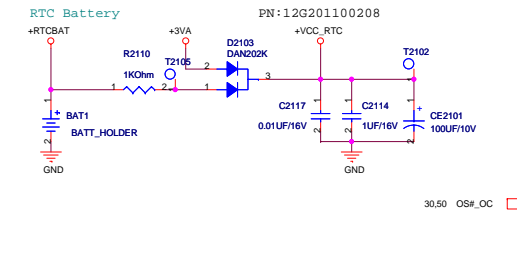 RTC Battery PN:12G201100208
+RTCBAT +3VA +VCC_RTC
D2103
DAN202K
R2110
1KOhm
T2105
T2102
2
3
1 2 1
1 BAT1
BATT_HOLDER
2
GND
1 C2117
0.01UF/16V
2
1 C2114
1UF/16V
2
1 CE2101
100UF/10V
2
GND
+
+
30,50 OS#_OC